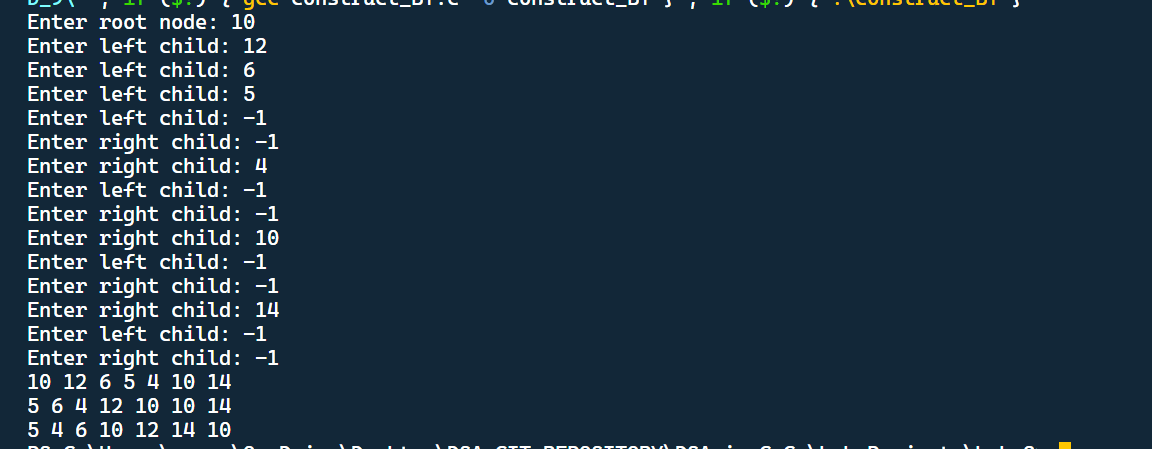 Enter root node: 10
Enter left child: 12
Enter left child: 6
Enter left child: 5
Enter left child: -1
Enter right child: -1
Enter right child: 4
Enter left child: -1
Enter right child: -1
Enter right child: 10
Enter left child: -1
Enter right child: -1
Enter right child: 14
Enter left child: -1
Enter right child: -1
10 12 6 5 4 10 14
5 6 4 12 10 10 14
5 4 6 10 12 14 10